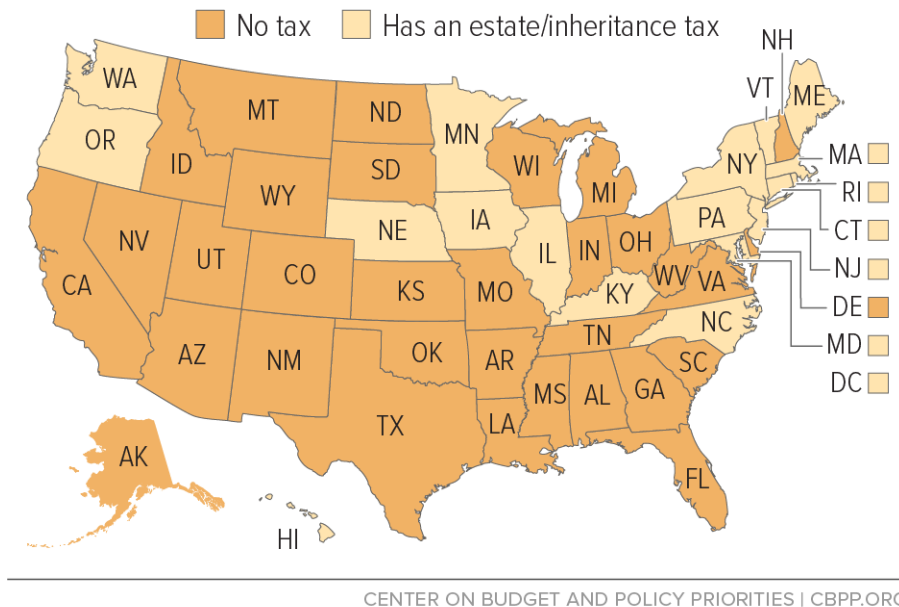 No tax
Has an estate/inheritance tax
NH
VT
ME
WA
MT
ND
MN
OR
ID
WY
SD
WI
MI
NY
MA
RI
CT
NJ
DE
MD
DC
NV
UT
CO
NE
IA
IL
IN
OH
PA
CA
KS
MO
KY
WV
VA
NC
AZ
NM
OK
AR
TN
SC
MS
AL
GA
TX
LA
FL
AK
HI
CENTER ON BUDGET AND POLICY PRIORITIES | CBPP.ORG